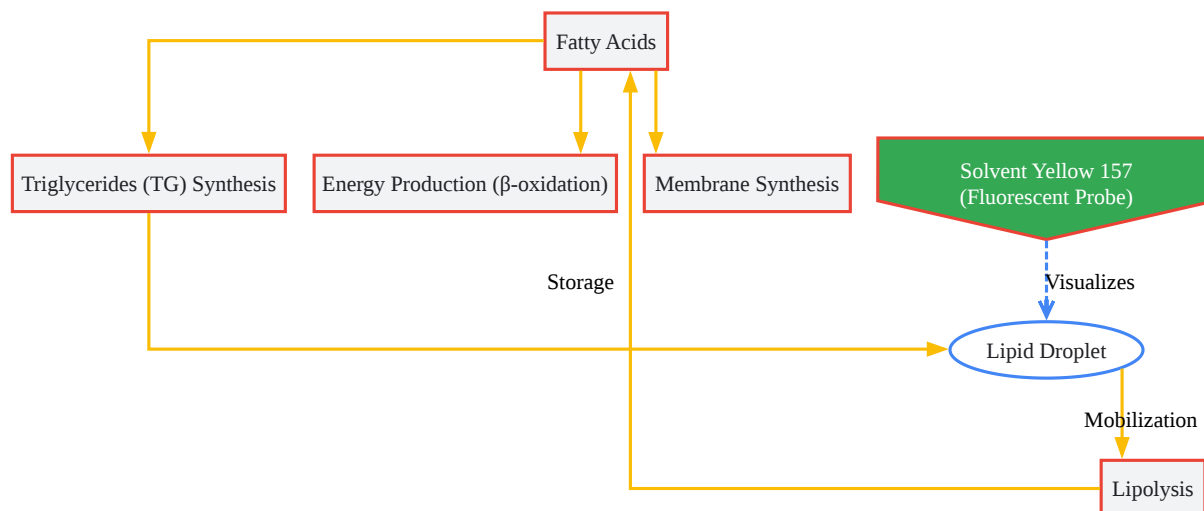 Fatty Acids
Triglycerides (TG) Synthesis
Energy Production (β-oxidation)
Membrane Synthesis
Solvent Yellow 157
(Fluorescent Probe)
Storage
Visualizes
Lipid Droplet
Mobilization
Lipolysis